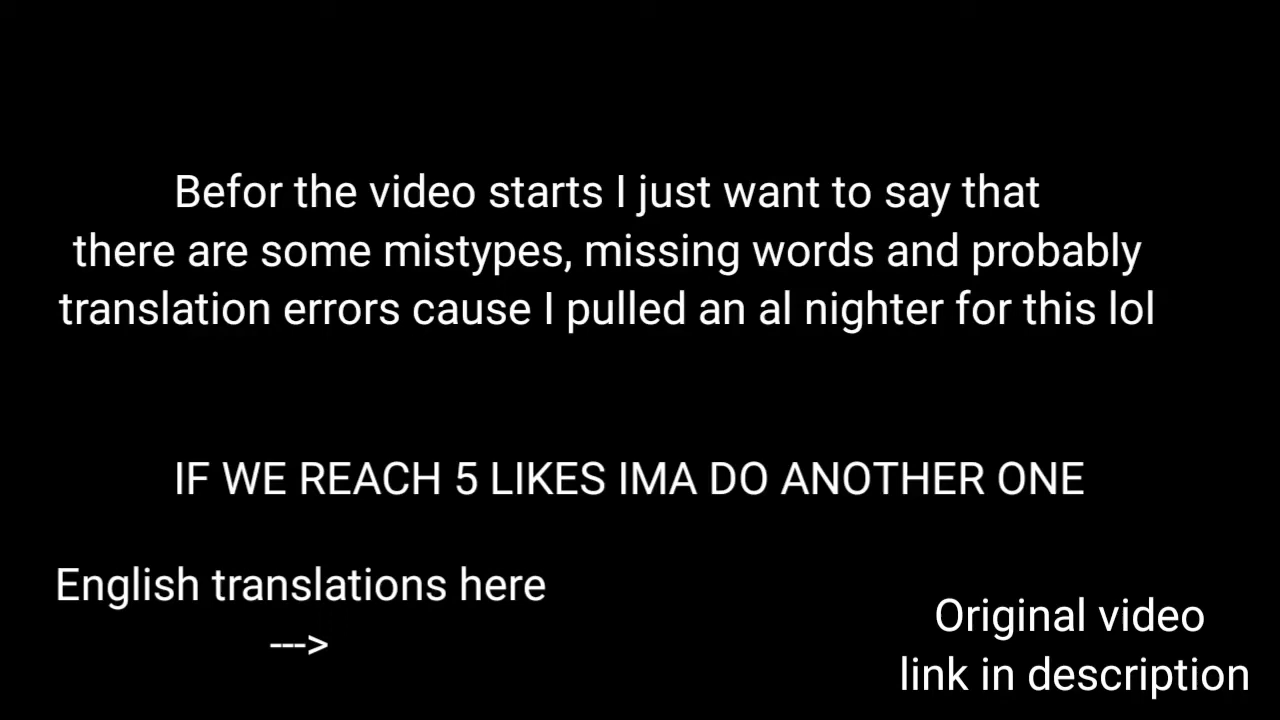 Befor the video starts I just want to say that
there are some mistypes, missing words and probably
translation errors cause I pulled an al nighter for this lol
IF WE REACH 5 LIKES IMA DO ANOTHER ONE
English translations here
--->
Original video
link in description